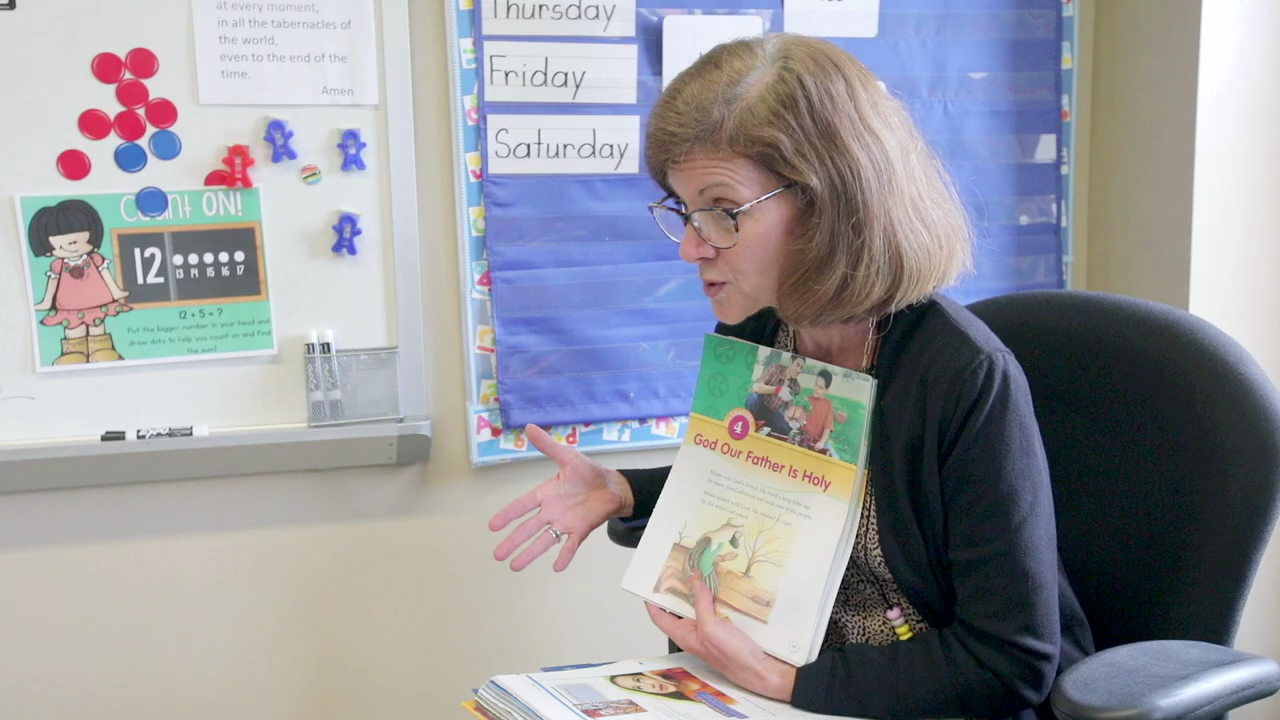 at every moment,
in all the tabernacles of
the world,
even to the end of the
time.
Amen
Thursday
Friday
Saturday
Count ON!
12
13 14 15 16 17
12 + 5 = ?
Put the bigger number in your head and
draw dots to help you count on and find
the sum!
4
God Our Father Is Holy
EXPO